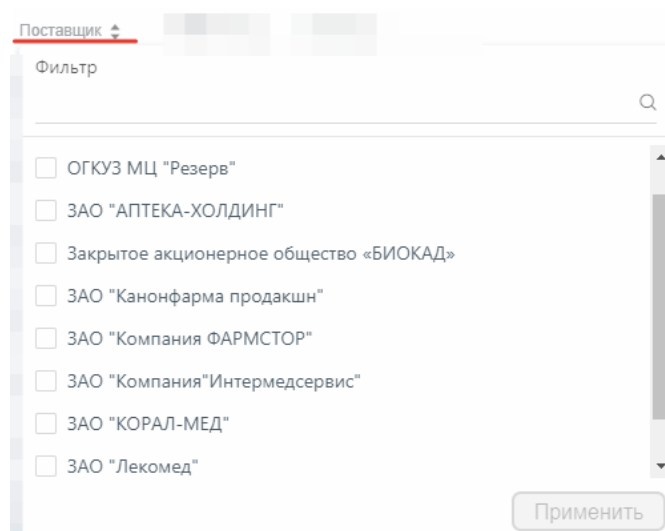 Поставщик
Фильтр
ОГКУЗ МЦ "Резерв"
ЗАО "АПТЕКА-ХОЛДИНГ"
Закрытое акционерное общество «БИОКАД»
ЗАО "Канонфарма продакшн"
ЗАО "Компания ФАРМСТОР"
ЗАО "Компания"Интермедсервис"
ЗАО "КОРАЛ-МЕД"
ЗАО "Лекомед"
Применить